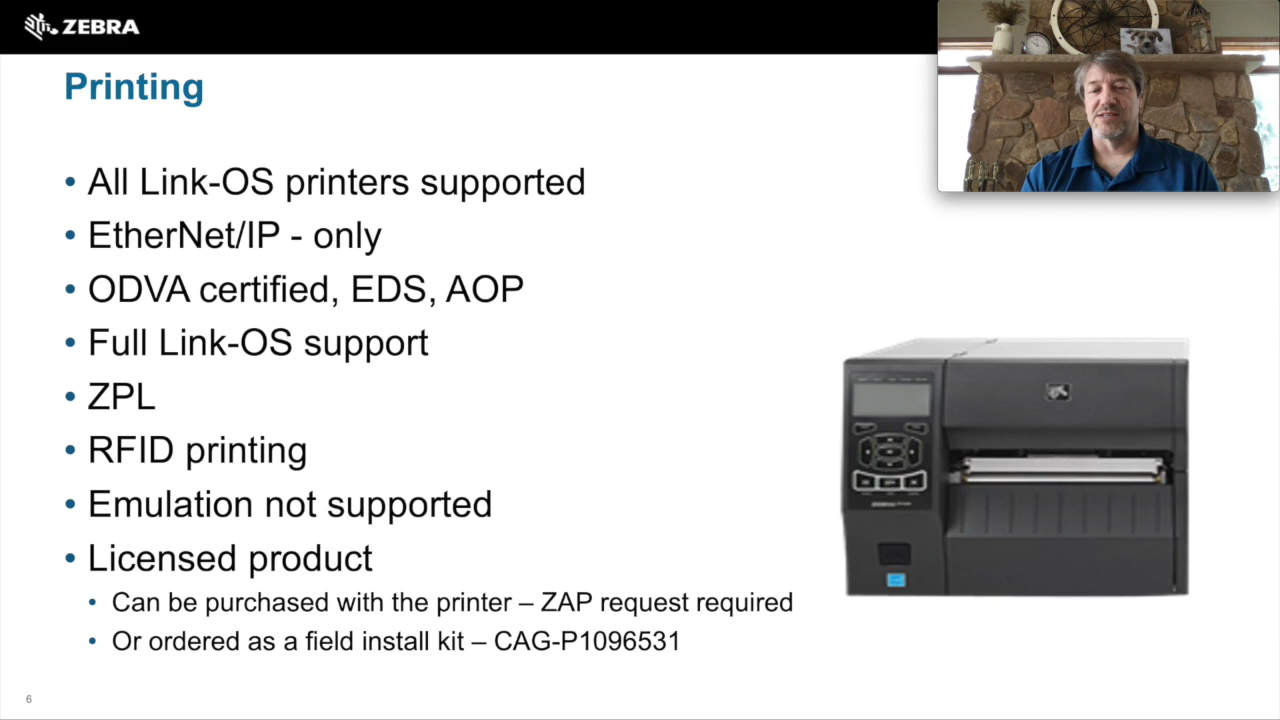 ZEBRA
Printing
• All Link-OS printers supported
• EtherNet/IP - only
• ODVA certified, EDS, AOP
• Full Link-OS support
• ZPL
• RFID printing
• Emulation not supported
• Licensed product
• Can be purchased with the printer – ZAP request required
• Or ordered as a field install kit – CAG-P1096531
6